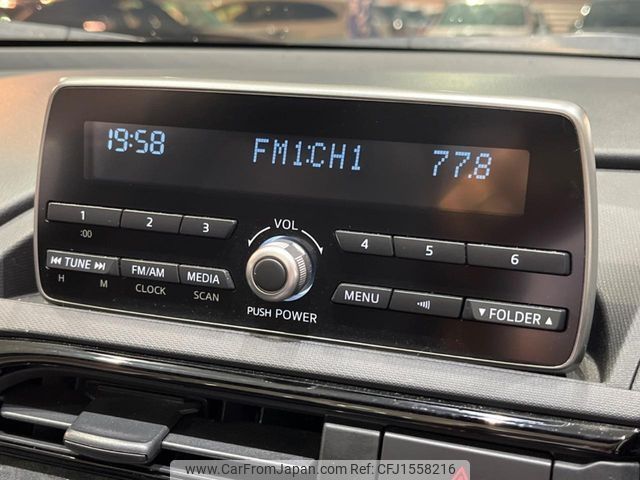 19:58 FM1:CH1 77.8
1 2 3 VOL 4 5 6
:00
TUNE FM/AM MEDIA MENU FOLDER
H M CLOCK SCAN PUSH POWER
www.CarFromJapan.com | ID:CFJ1558216